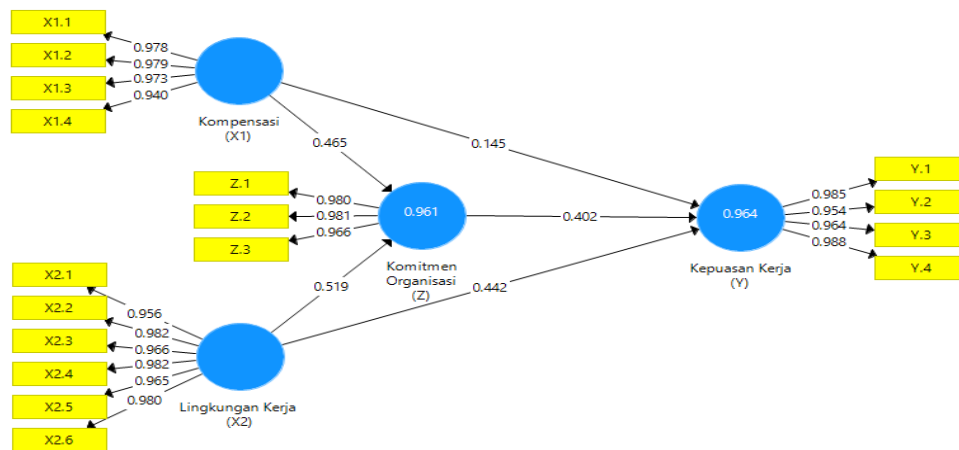 X1.1
X1.2
X1.3
X1.4
0.978
0.979
0.973
0.940
Kompensasi
(X1)
0.465
0.145
Z.1
Z.2
Z.3
0.980
0.981
0.966
0.961
Komitmen
Organisasi
(Z)
0.402
0.964
Kepuasan Kerja
(Y)
0.985
0.954
0.964
0.988
Y.1
Y.2
Y.3
Y.4
0.519
0.442
X2.1
X2.2
X2.3
X2.4
X2.5
X2.6
0.956
0.982
0.966
0.982
0.965
0.980
Lingkungan Kerja
(X2)